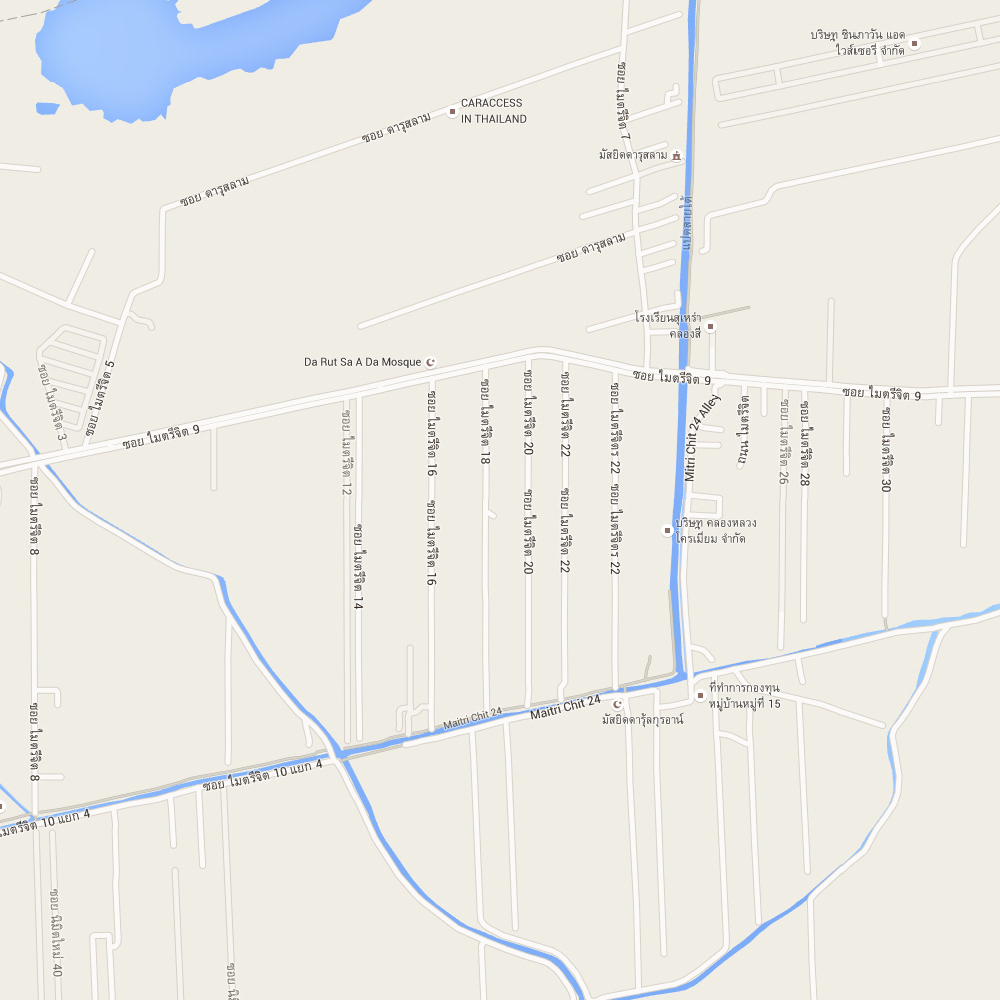 บริษัท ชินภาวัน แอด
ไวส์เซอรี่ จำกัด
ซอย ไมตรีจิต 7
CARACCESS
IN THAILAND
ซอย ดารุสลาม
มัสยิดดารุสลาม
ซอย ดารุสลาม
แปดสายใต้
ซอย ดารุสลาม
โรงเรียนสุเหร่า
คลองสี่
Da Rut Sa A Da Mosque
ซอย ไมตรีจิต 9
ซอย ไมตรีจิต 9
ซอย ไมตรีจิต 3
ซอย ไมตรีจิต 5
ซอย ไมตรีจิต 9
ซอย ไมตรีจิต 12
ซอย ไมตรีจิต 16
ซอย ไมตรีจิต 18
ซอย ไมตรีจิต 20
ซอย ไมตรีจิต 22
ซอย ไมตรีจิตร 22
Mitri Chit 24 Alley
ถนน ไมตรีจิต
ซอย ไมตรีจิต 26
ซอย ไมตรีจิต 28
ซอย ไมตรีจิต 30
ซอย ไมตรีจิต 8
ซอย ไมตรีจิต 14
ซอย ไมตรีจิต 16
ซอย ไมตรีจิต 20
ซอย ไมตรีจิต 22
ซอย ไมตรีจิตร 22
บริษัท คลองหลวง
โครเมี่ยม จำกัด
ที่ทำการกองทุน
หมู่บ้านหมู่ที่ 15
Maitri Chit 24
Maitri Chit 24
มัสยิดดารุ้ลกุรอาน์
ซอย ไมตรีจิต 8
ซอย ไมตรีจิต 10 แยก 4
ไมตรีจิต 10 แยก 4
ซอย นิมิตใหม่ 40
ซอย